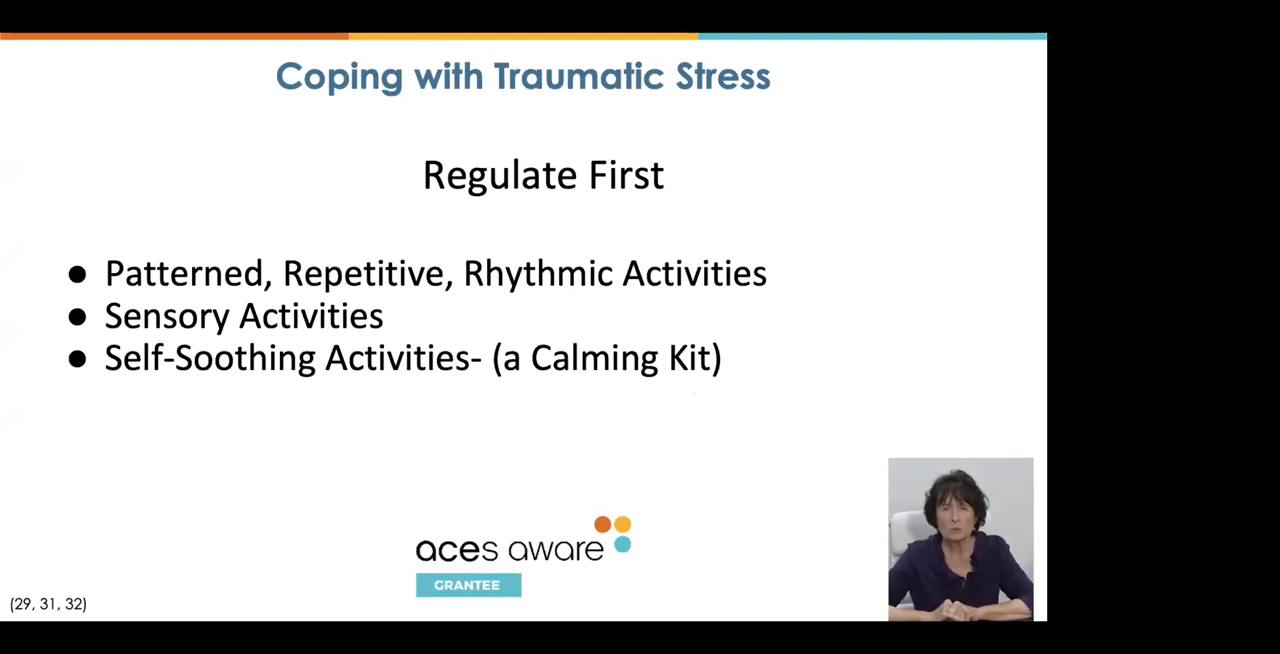 Coping with Traumatic Stress
Regulate First
● Patterned, Repetitive, Rhythmic Activities
● Sensory Activities
● Self-Soothing Activities- (a Calming Kit)
aces aware
GRANTEE
(29, 31, 32)